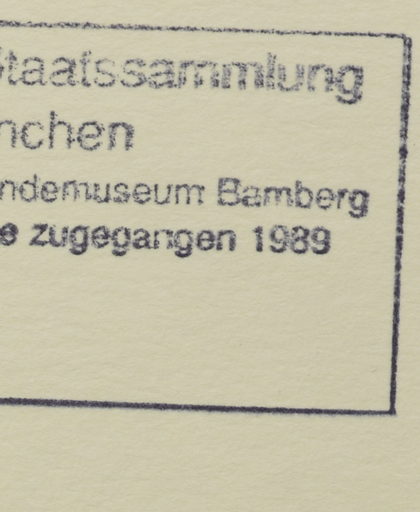 Staatssammlung
nchen
ndemuseum Bamberg
e zugegangen 1989